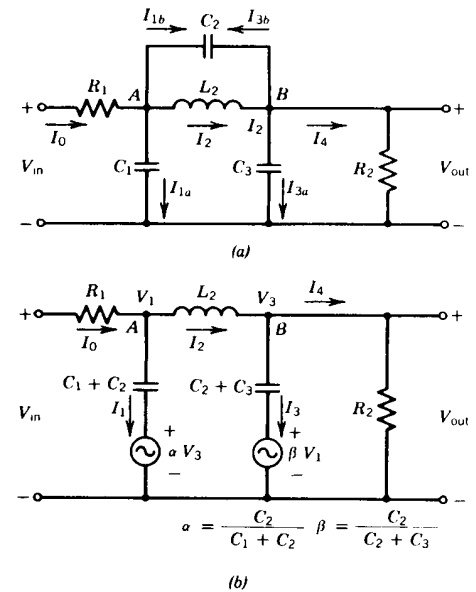 I1b C2 I3b
+ R1 A L2 B +
I0 I2 I2 I4
Vin C1 C3 R2 Vout
I1a I3a
− −
(a)
+ R1 V1 L2 V3 I4 +
I0 A I2 B
C1 + C2 C2 + C3
Vin I1 I3 R2 Vout
+ +
α V3 β V1
− − − −
α = C2 / C1 + C2 β = C2 / C2 + C3
(b)